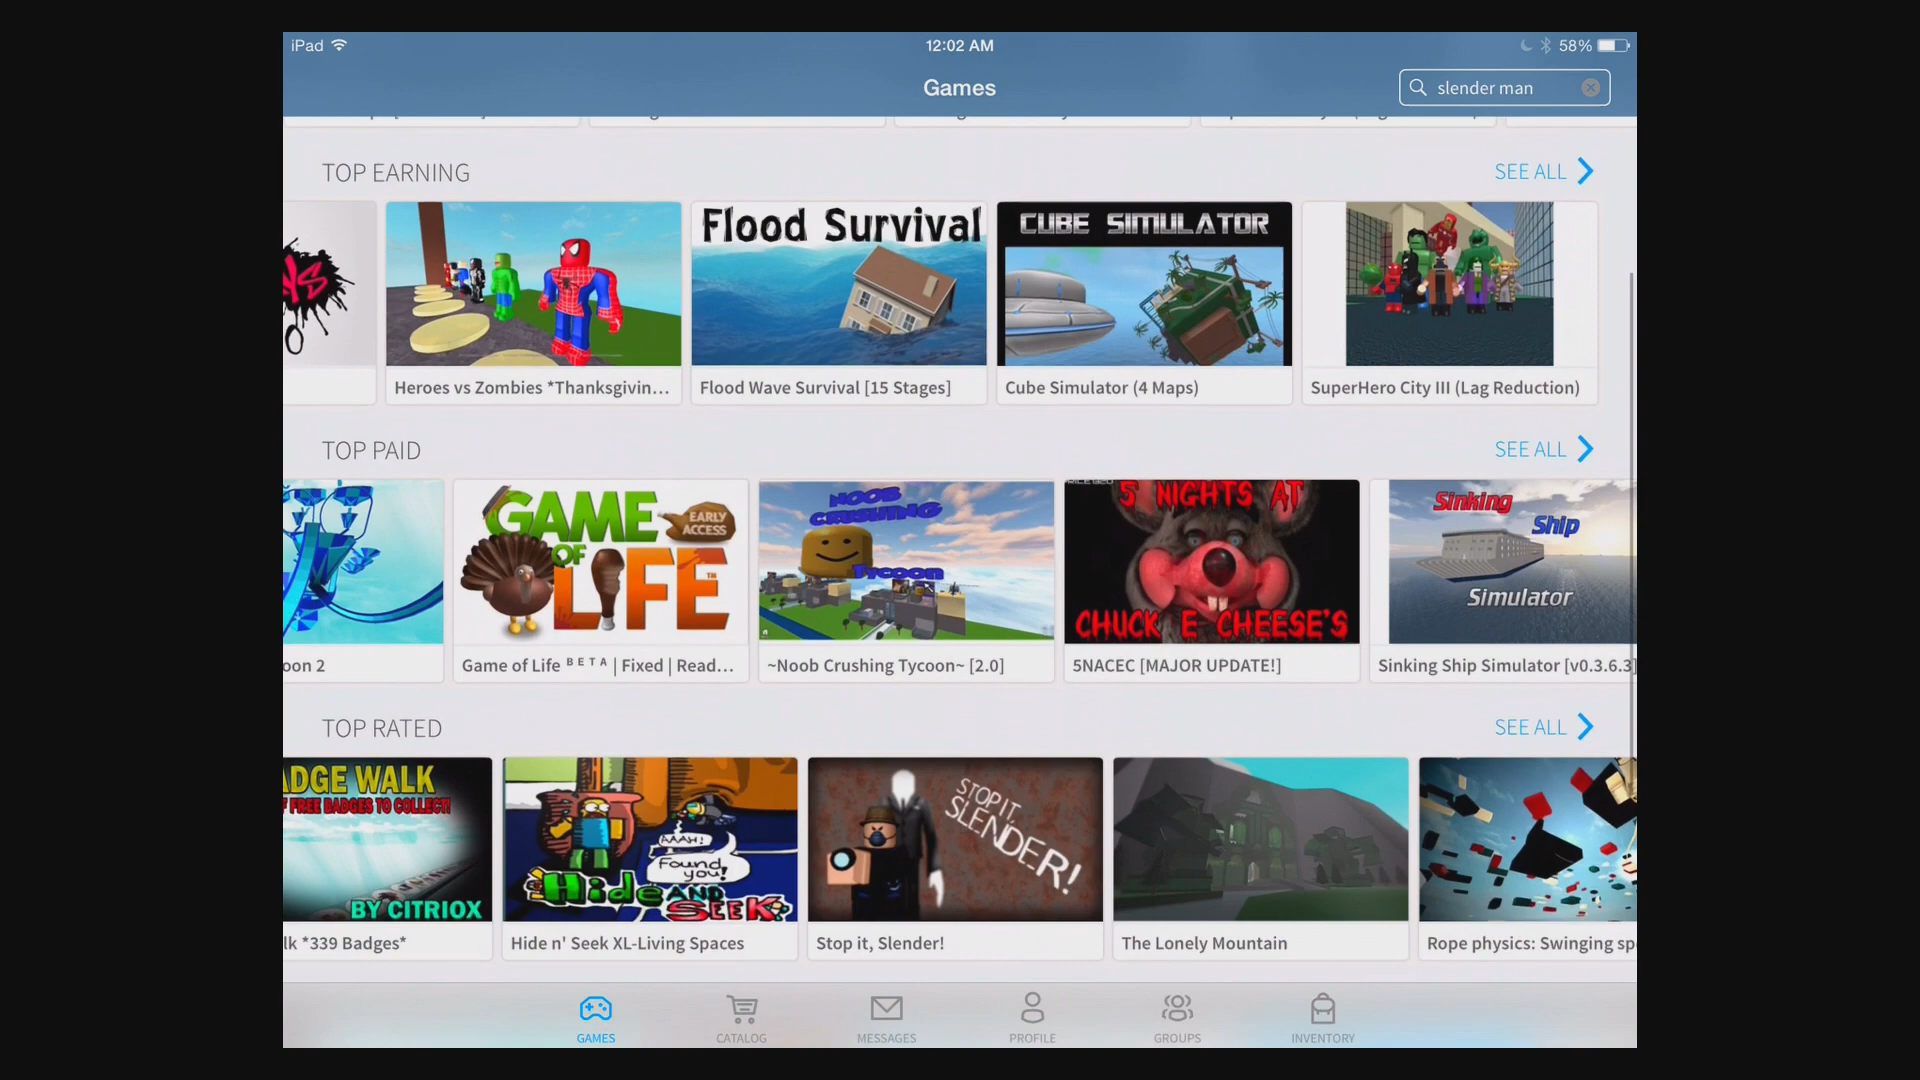 iPad
12:02 AM
58%
Games
slender man
TOP EARNING
SEE ALL
Flood Survival
CUBE SIMULATOR
Heroes vs Zombies *Thanksgivin...
Flood Wave Survival [15 Stages]
Cube Simulator (4 Maps)
SuperHero City III (Lag Reduction)
TOP PAID
SEE ALL
GAME OF LIFE™
EARLY ACCESS
NOOB CRUSHING
Tycoon
5 NIGHTS AT
CHUCK E CHEESE'S
Sinking Ship
Simulator
oon 2
Game of Life ᴮᴱᵀᴬ | Fixed | Read...
~Noob Crushing Tycoon~ [2.0]
5NACEC [MAJOR UPDATE!]
Sinking Ship Simulator [v0.3.6.3]
TOP RATED
SEE ALL
ADGE WALK
F FREE BADGES TO COLLECT!
BY CITRIOX
AAAH!
Found you!
Hide AND SEEK
STOP IT,
SLENDER!
lk *339 Badges*
Hide n' Seek XL-Living Spaces
Stop it, Slender!
The Lonely Mountain
Rope physics: Swinging sp
GAMES
CATALOG
MESSAGES
PROFILE
GROUPS
INVENTORY